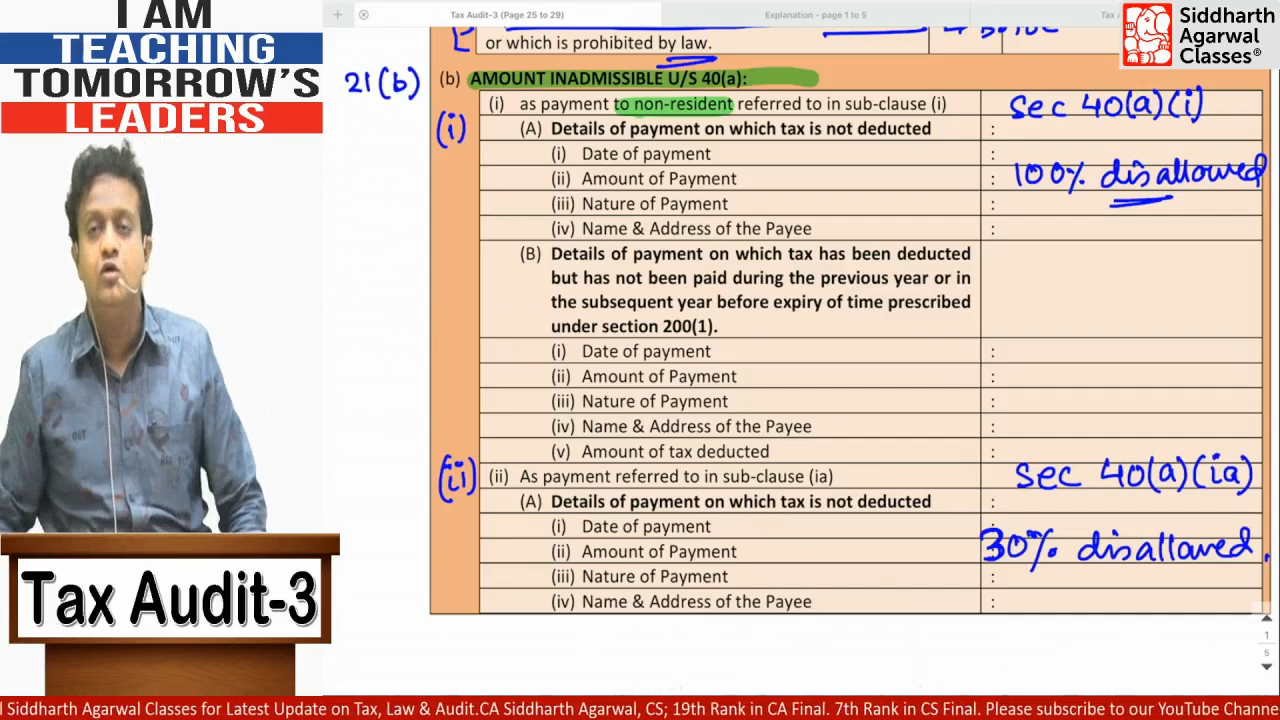 I AM
TEACHING
TOMORROW'S
LEADERS
Tax Audit-3 (Page 25 to 29)
Explanation - page 1 to 5
Tax A
Siddharth
Agarwal
Classes®
or which is prohibited by law.
21(b)
(b) AMOUNT INADMISSIBLE U/S 40(a):
(i) as payment to non-resident referred to in sub-clause (i)
sec 40(a)(i)
(i)
(A) Details of payment on which tax is not deducted :
(i) Date of payment :
(ii) Amount of Payment : 100% disallowed
(iii) Nature of Payment :
(iv) Name & Address of the Payee :
(B) Details of payment on which tax has been deducted
but has not been paid during the previous year or in
the subsequent year before expiry of time prescribed
under section 200(1).
(i) Date of payment :
(ii) Amount of Payment :
(iii) Nature of Payment :
(iv) Name & Address of the Payee :
(v) Amount of tax deducted :
(ii)
(ii) As payment referred to in sub-clause (ia)
sec 40(a)(ia)
(A) Details of payment on which tax is not deducted :
(i) Date of payment :
(ii) Amount of Payment 30% disallowed.
(iii) Nature of Payment :
(iv) Name & Address of the Payee :
1
5
Tax Audit-3
l Siddharth Agarwal Classes for Latest Update on Tax, Law & Audit.CA Siddharth Agarwal, CS; 19th Rank in CA Final. 7th Rank in CS Final. Please subscribe to our YouTube Channe